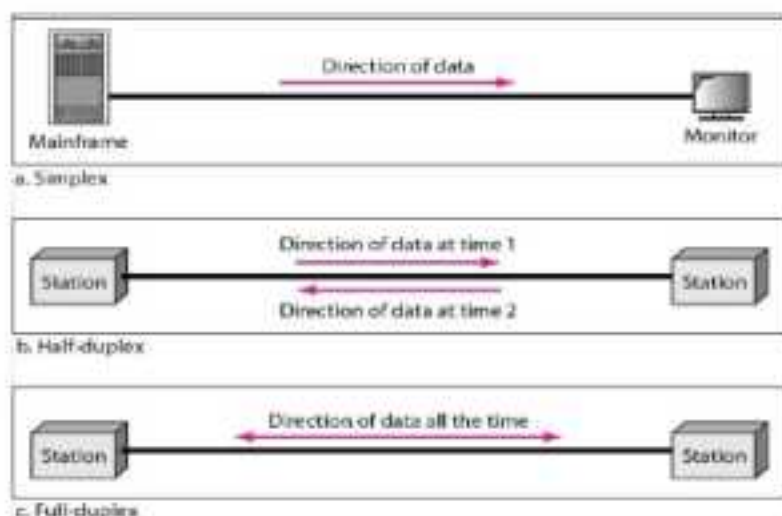 Direction of data
Mainframe
Monitor
a. Simplex
Direction of data at time 1
Station
Station
Direction of data at time 2
b. Half-duplex
Direction of data all the time
Station
Station
c. Full-duplex